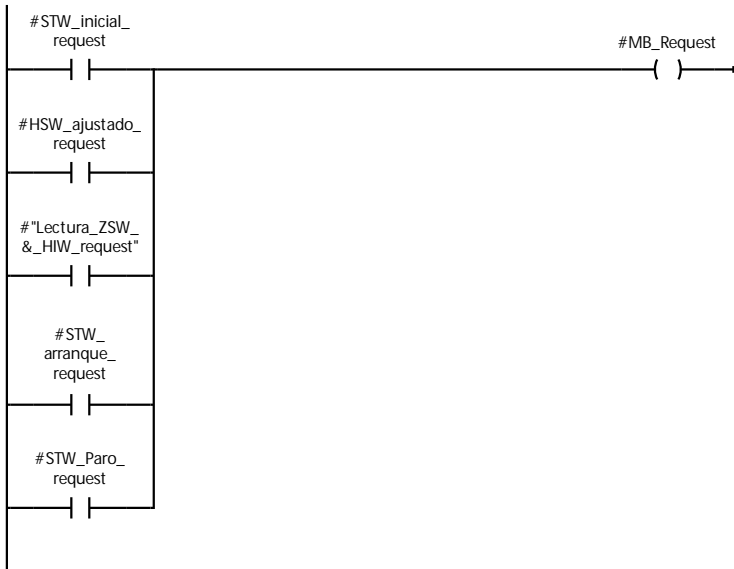 #STW_inicial_
request
#MB_Request
#HSW_ajustado_
request
#"Lectura_ZSW_
&_HIW_request"
#STW_
arranque_
request
#STW_Paro_
request